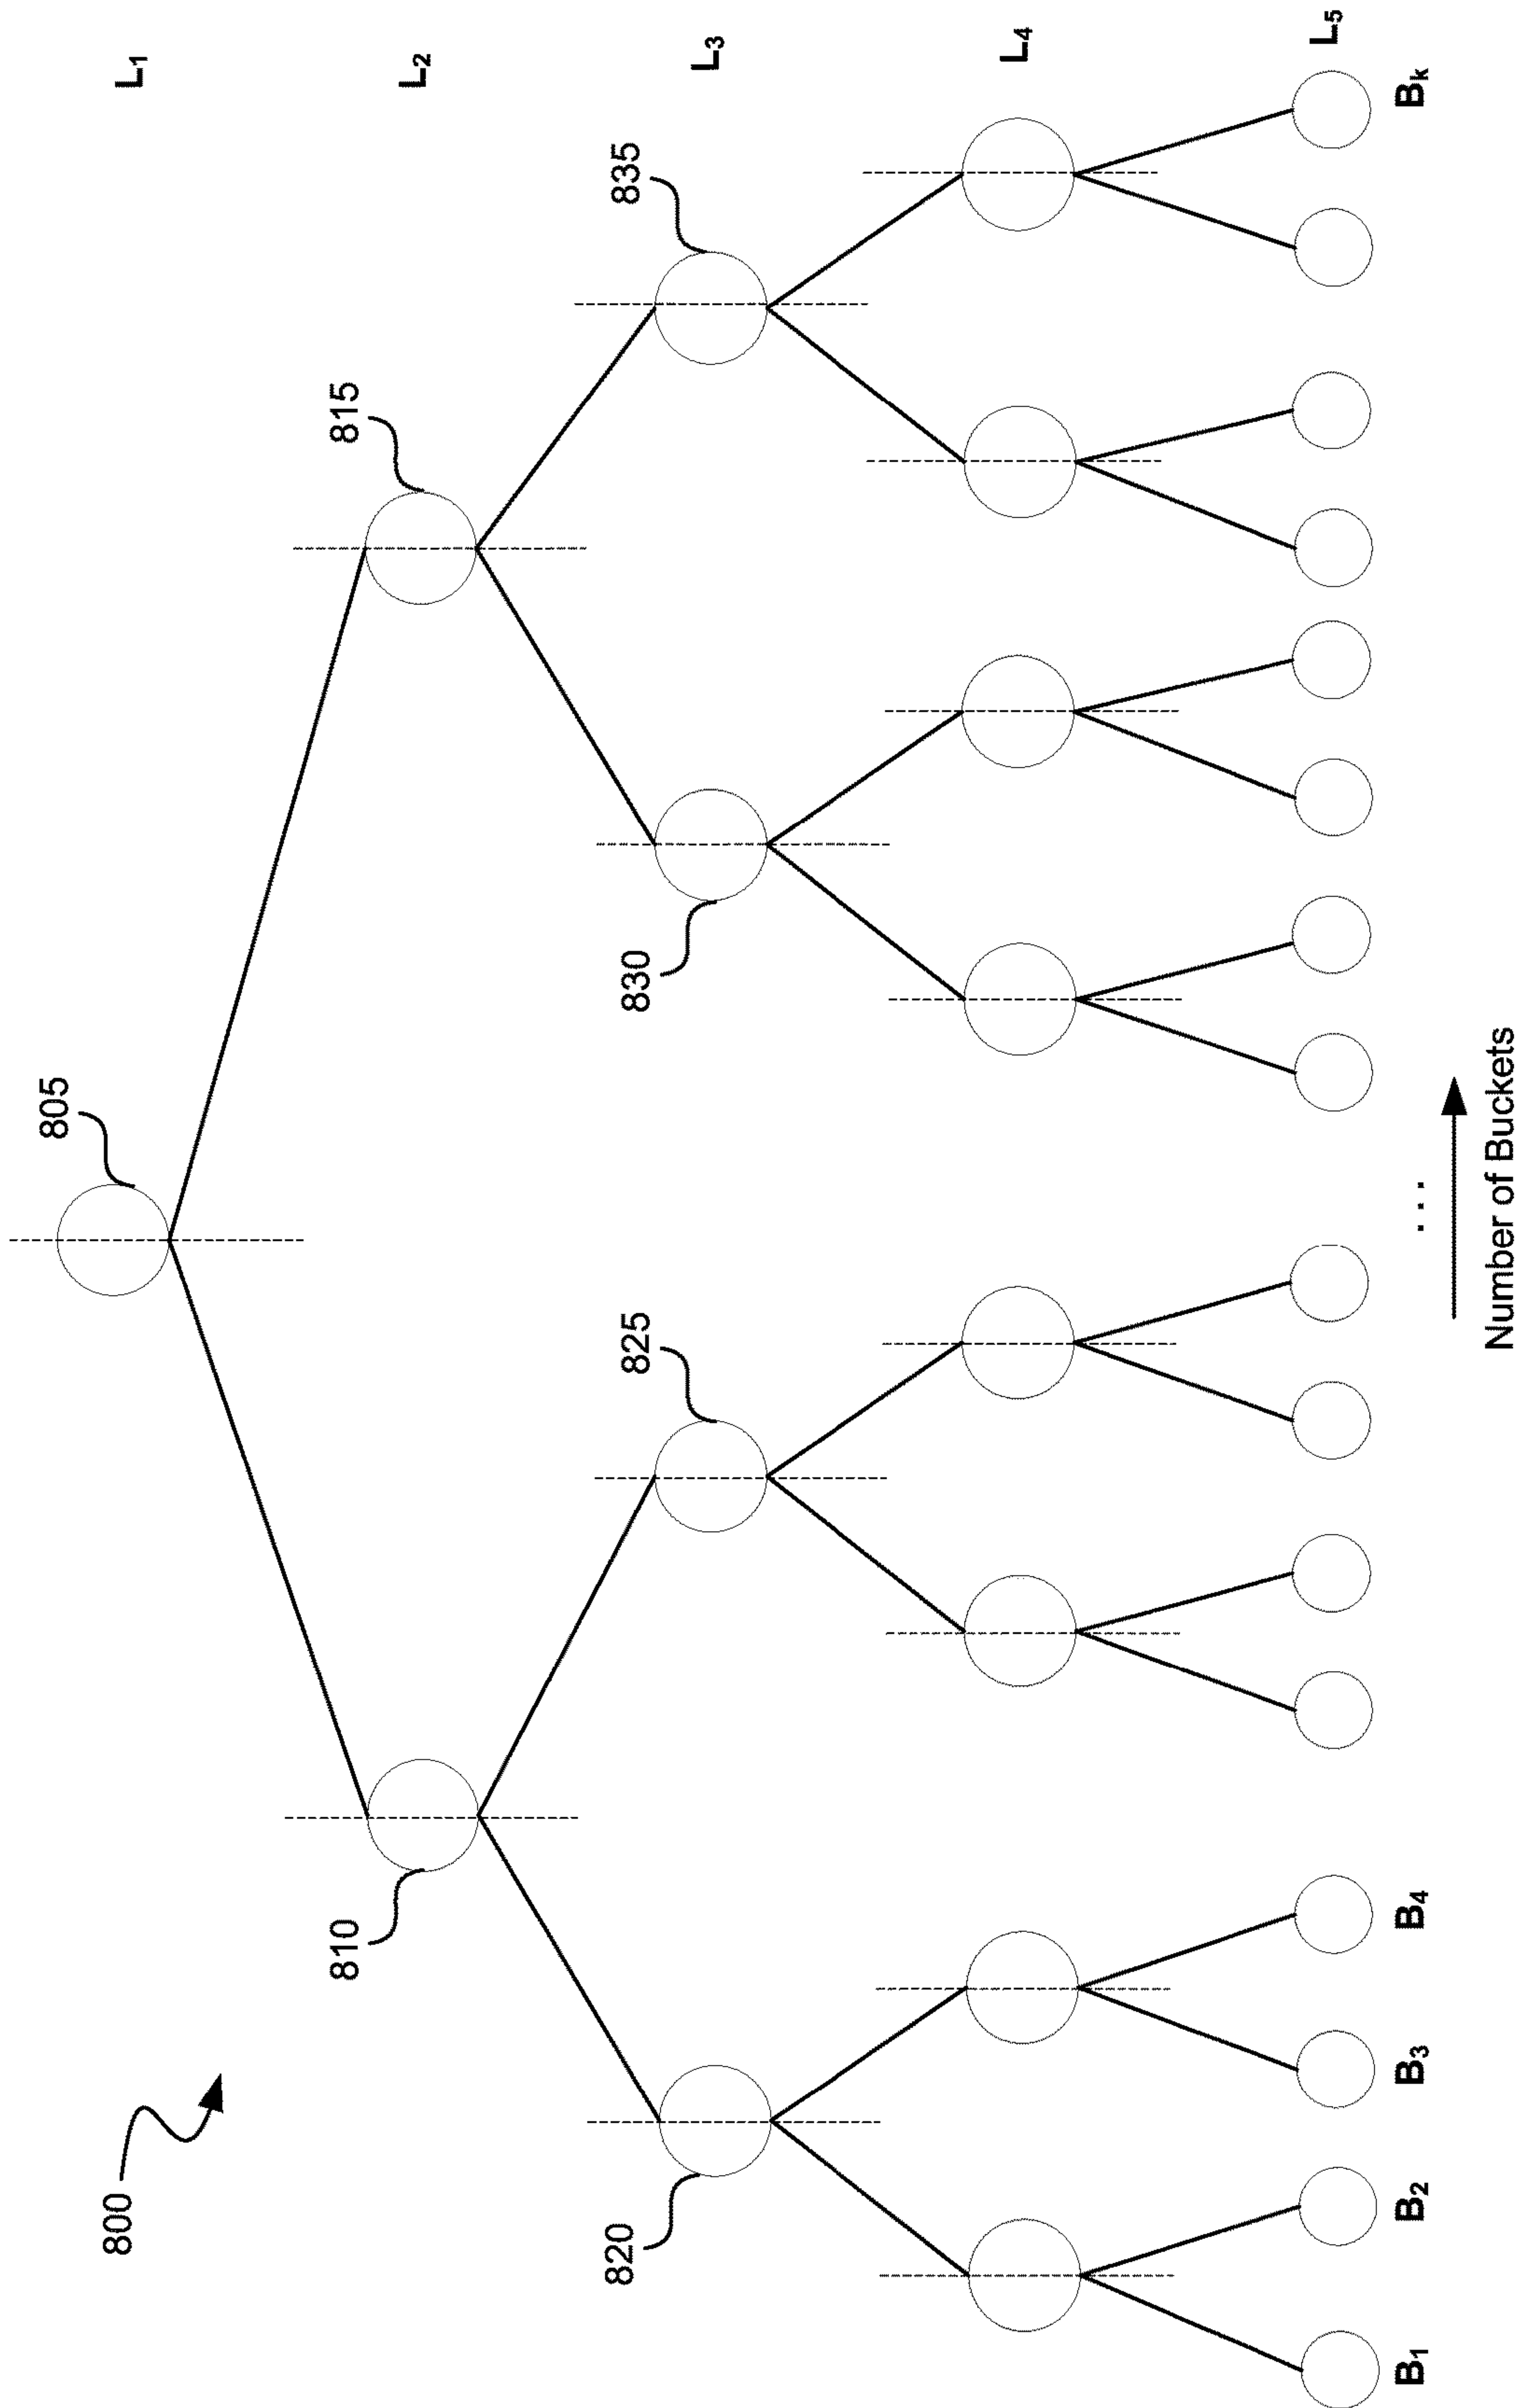 800
805
L₁
810
815
L₂
820
825
830
835
L₃
L₄
L₅
B₁
B₂
B₃
B₄
. . .
Bₖ
Number of Buckets